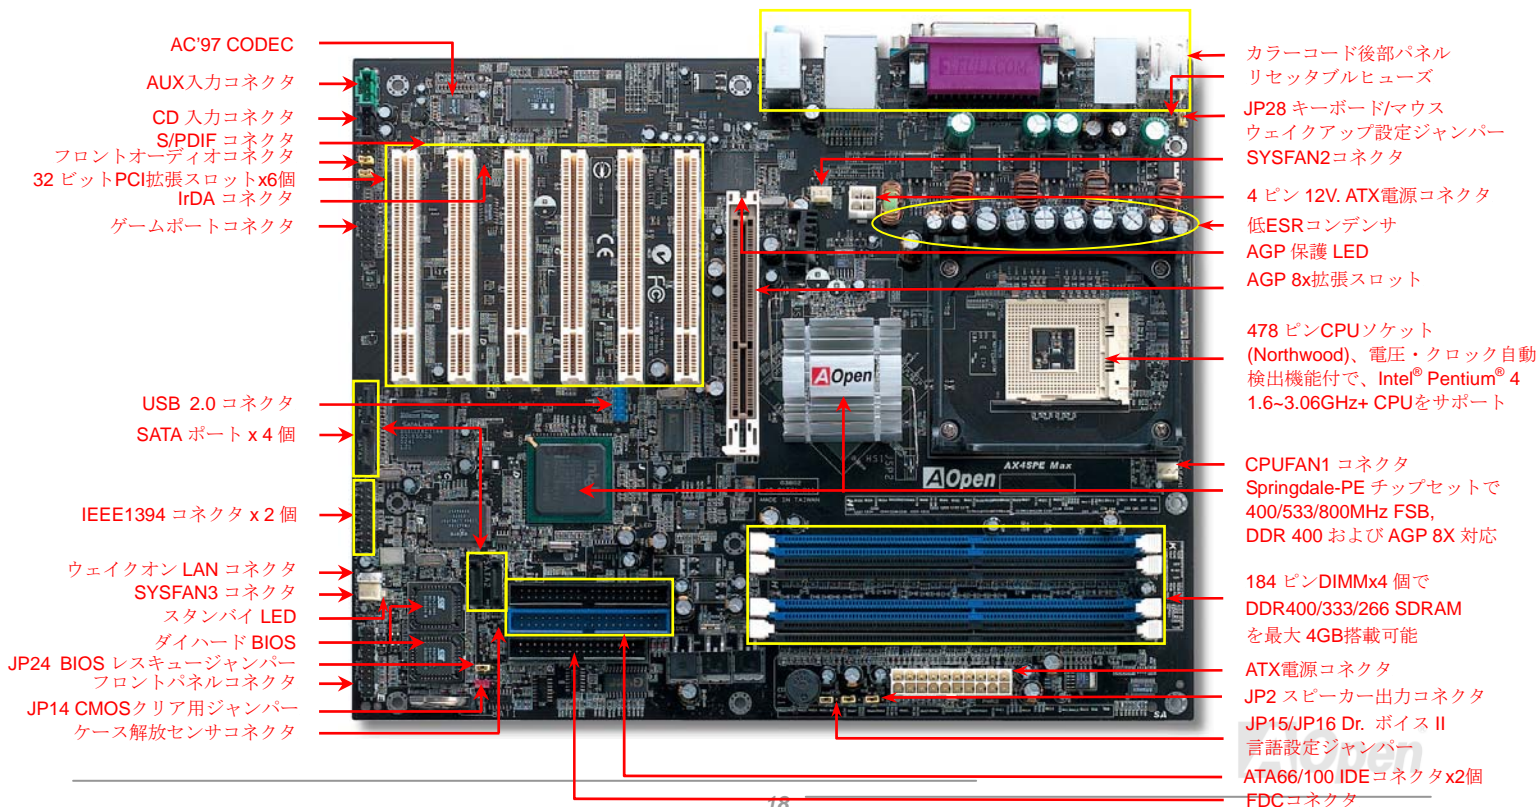 AC'97 CODEC
AUX入力コネクタ
CD 入力コネクタ
S/PDIF コネクタ
フロントオーディオコネクタ
32 ビットPCI拡張スロットx6個
IrDA コネクタ
ゲームポートコネクタ
USB 2.0 コネクタ
SATA ポート x 4 個
IEEE1394 コネクタ x 2 個
ウェイクオン LAN コネクタ
SYSFAN3 コネクタ
スタンバイ LED
ダイハード BIOS
JP24 BIOS レスキュージャンパー
フロントパネルコネクタ
JP14 CMOSクリア用ジャンパー
ケース解放センサコネクタ
カラーコード後部パネル
リセッタブルヒューズ
JP28 キーボード/マウス
ウェイクアップ設定ジャンパー
SYSFAN2コネクタ
4 ピン 12V. ATX電源コネクタ
低ESRコンデンサ
AGP 保護 LED
AGP 8x拡張スロット
478 ピンCPUソケット
(Northwood)、電圧・クロック自動
検出機能付で、Intel® Pentium® 4
1.6~3.06GHz+ CPUをサポート
CPUFAN1 コネクタ
Springdale-PE チップセットで
400/533/800MHz FSB,
DDR 400 および AGP 8X 対応
184 ピンDIMMx4 個で
DDR400/333/266 SDRAM
を最大 4GB搭載可能
ATX電源コネクタ
JP2 スピーカー出力コネクタ
JP15/JP16 Dr. ボイス II
言語設定ジャンパー
ATA66/100 IDEコネクタx2個
FDCコネクタ
AOpen
AOpen
AX4SPE Max
MADE IN TAIWAN
CE
FC
Silicon Image
SATALink
AOpen
18